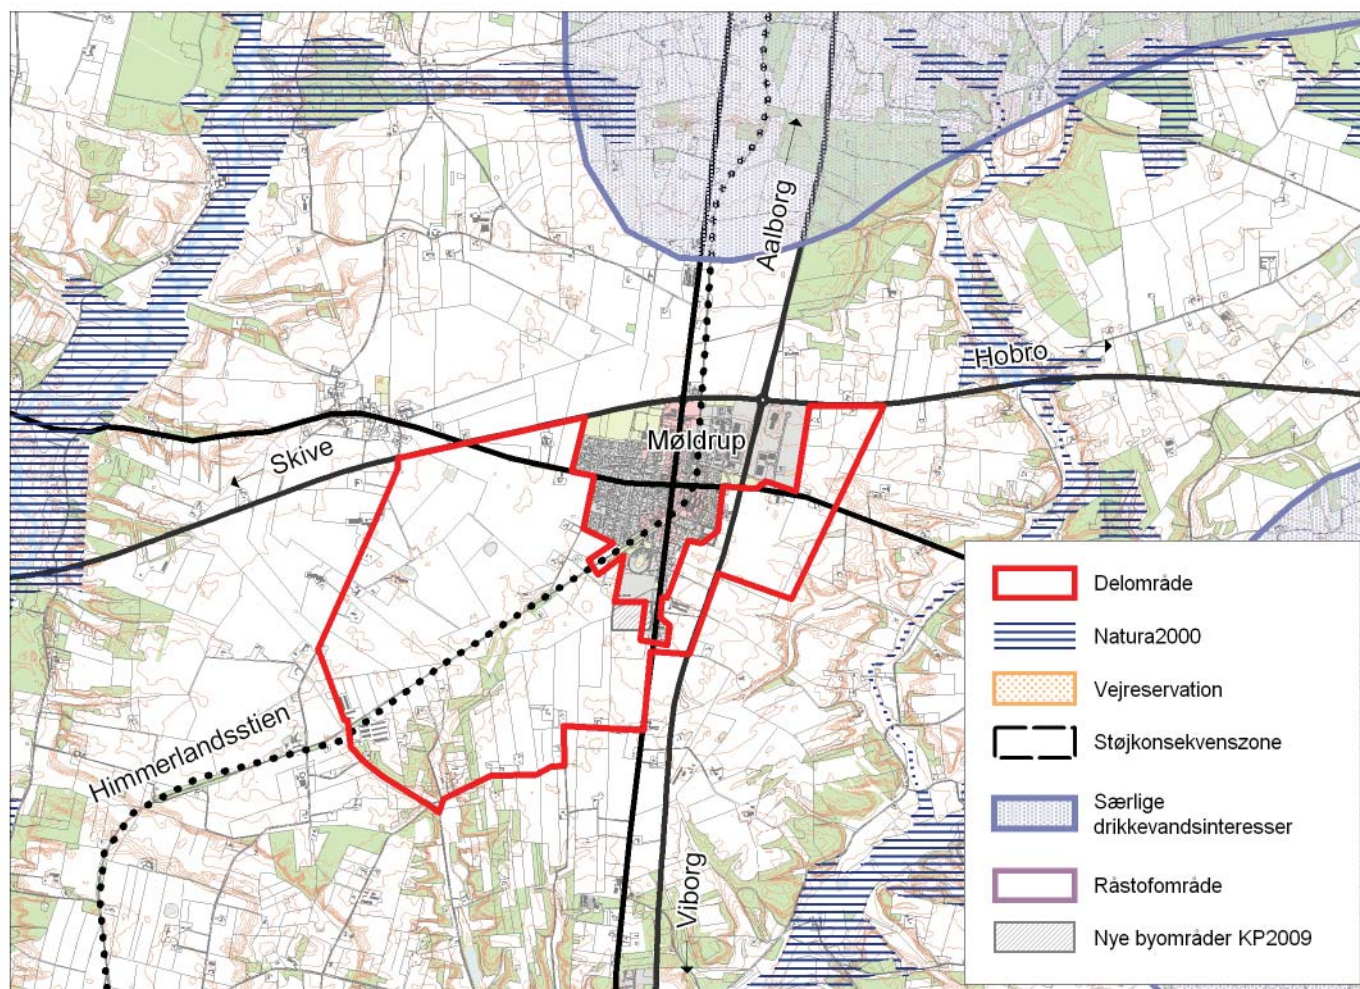 Aalborg
Hobro
Møldrup
Skive
Himmerlandsstien
Viborg
Delområde
Natura2000
Vejreservation
Støjkonsekvenszone
Særlige
drikkevandsinteresser
Råstofområde
Nye byområder KP2009